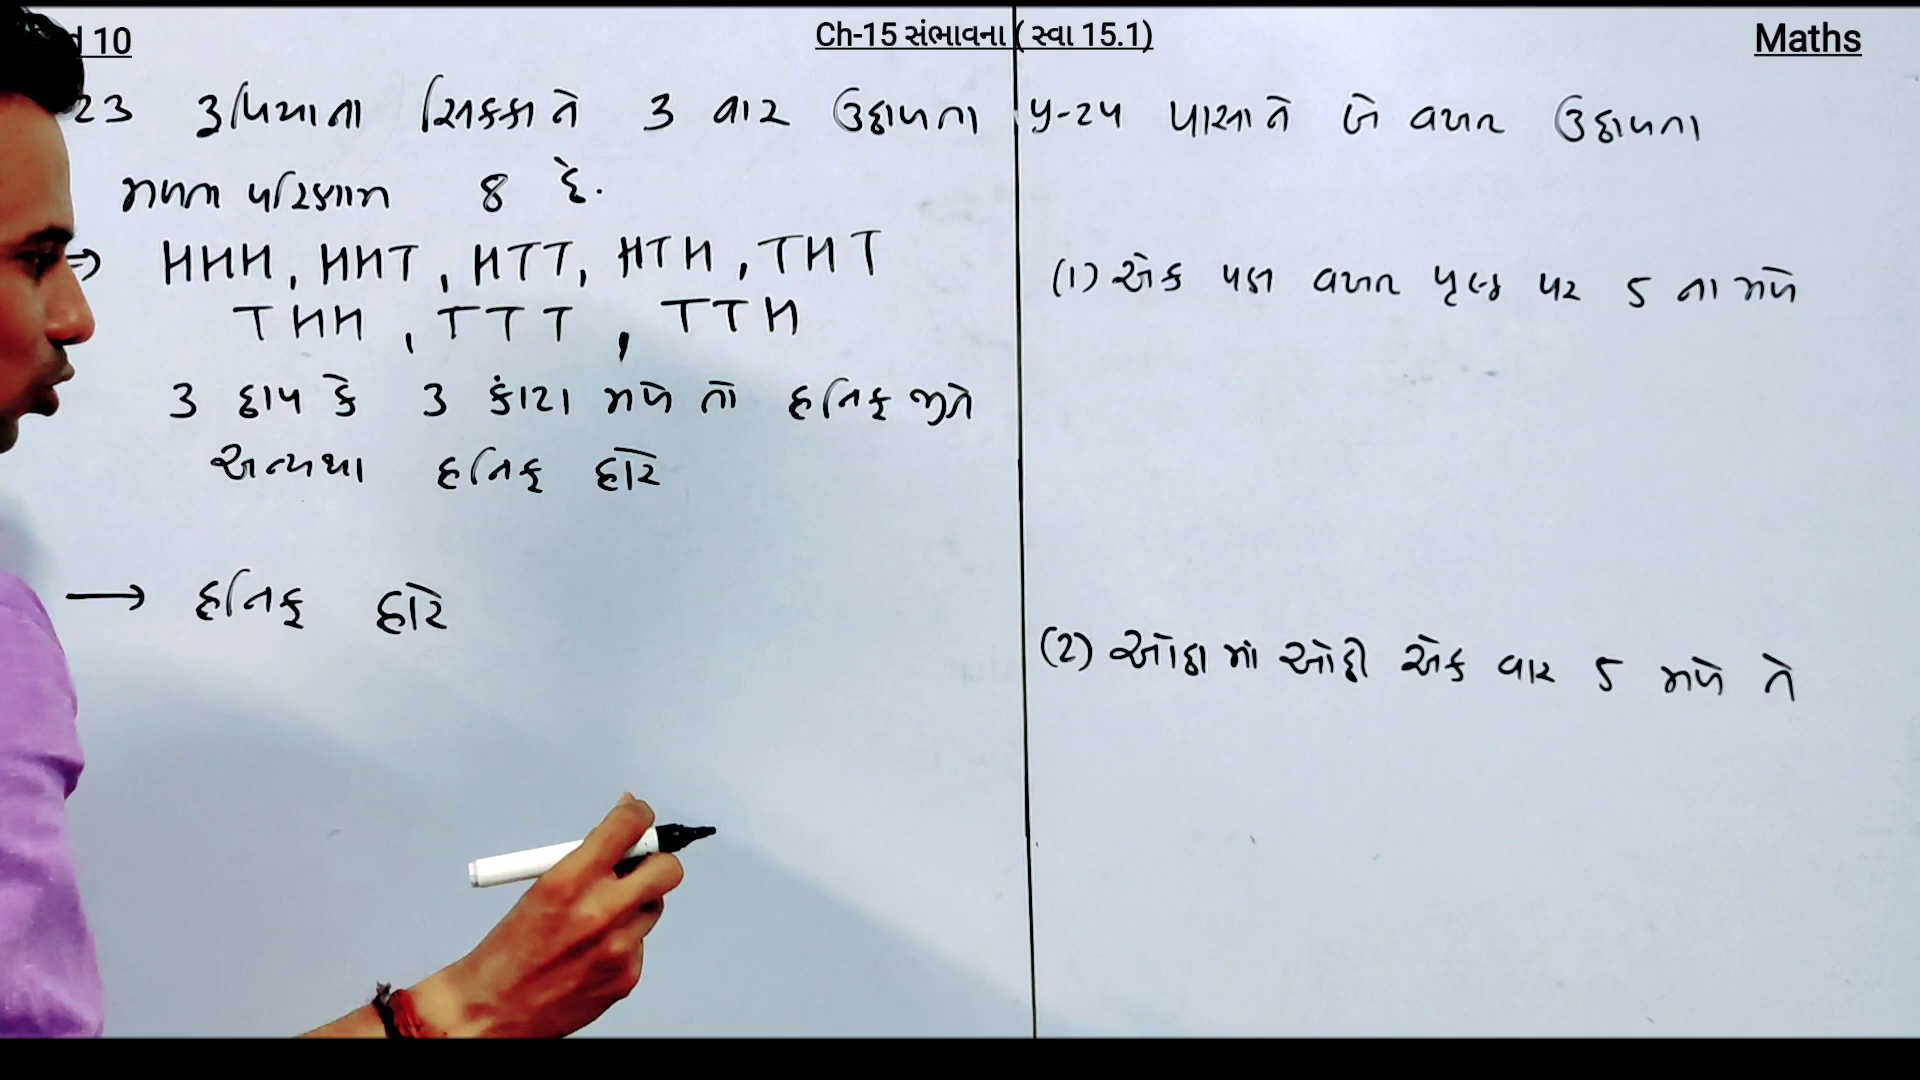 d 10
Ch-15 સંભાવના ( સ્વા 15.1)
Maths
23 રૂપિયાના સિક્કાને 3 વાર ઉછાળતા
મળતા પરિણામ 8 છે.
⇒ HHH, HHT, HTT, HTH, THT
THH, TTT, TTH
3 છાપ કે 3 કાંટા મળે તો હનિફ જીતે
અન્યથા હનિફ હારે
→ હનિફ હારે
પ્ર-24 પાસાને બે વખત ઉછાળતા
(1) એક પણ વખત પૃષ્ઠ પર 5 ના મળે
(2) ઓછામાં ઓછી એક વાર 5 મળે તે